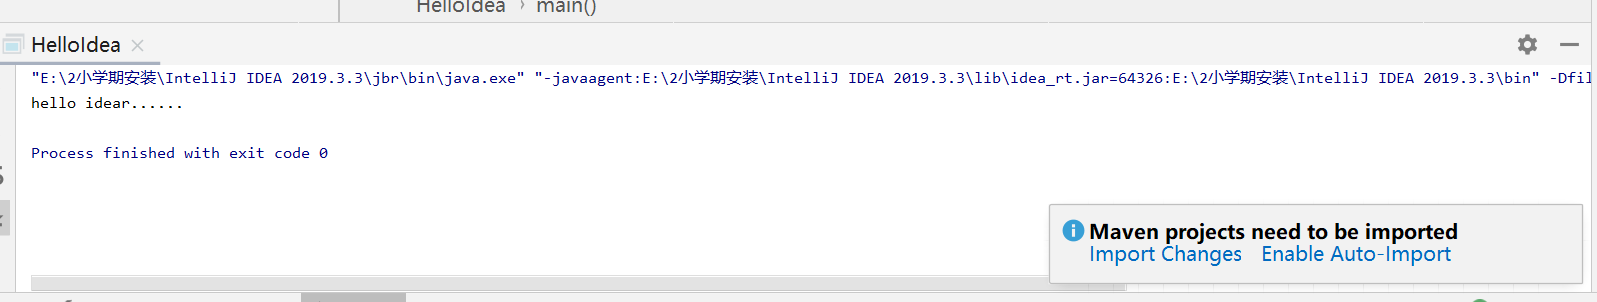 HelloIdea › main()
HelloIdea
"E:\2小学期安装\IntelliJ IDEA 2019.3.3\jbr\bin\java.exe" "-javaagent:E:\2小学期安装\IntelliJ IDEA 2019.3.3\lib\idea_rt.jar=64326:E:\2小学期安装\IntelliJ IDEA 2019.3.3\bin" -Dfil
hello idear......
Process finished with exit code 0
Maven projects need to be imported
Import Changes Enable Auto-Import